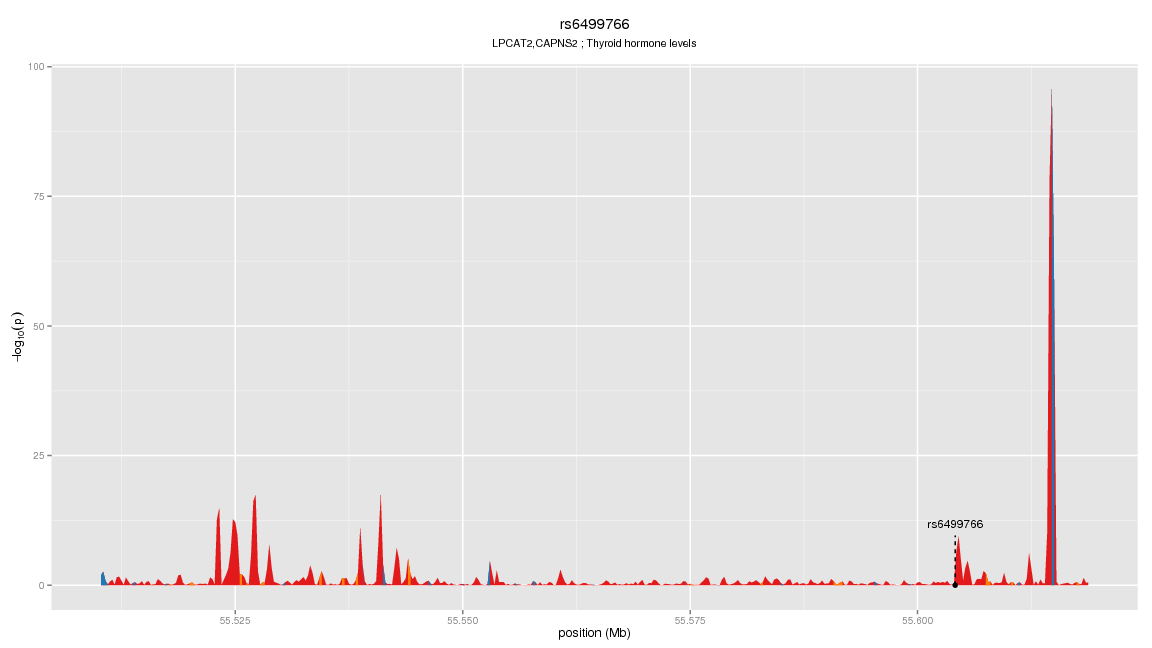 rs6499766
LPCAT2,CAPNS2 ; Thyroid hormone levels
100
75
50
25
0
−log10(p)
rs6499766
55.525
55.550
55.575
55.600
position (Mb)